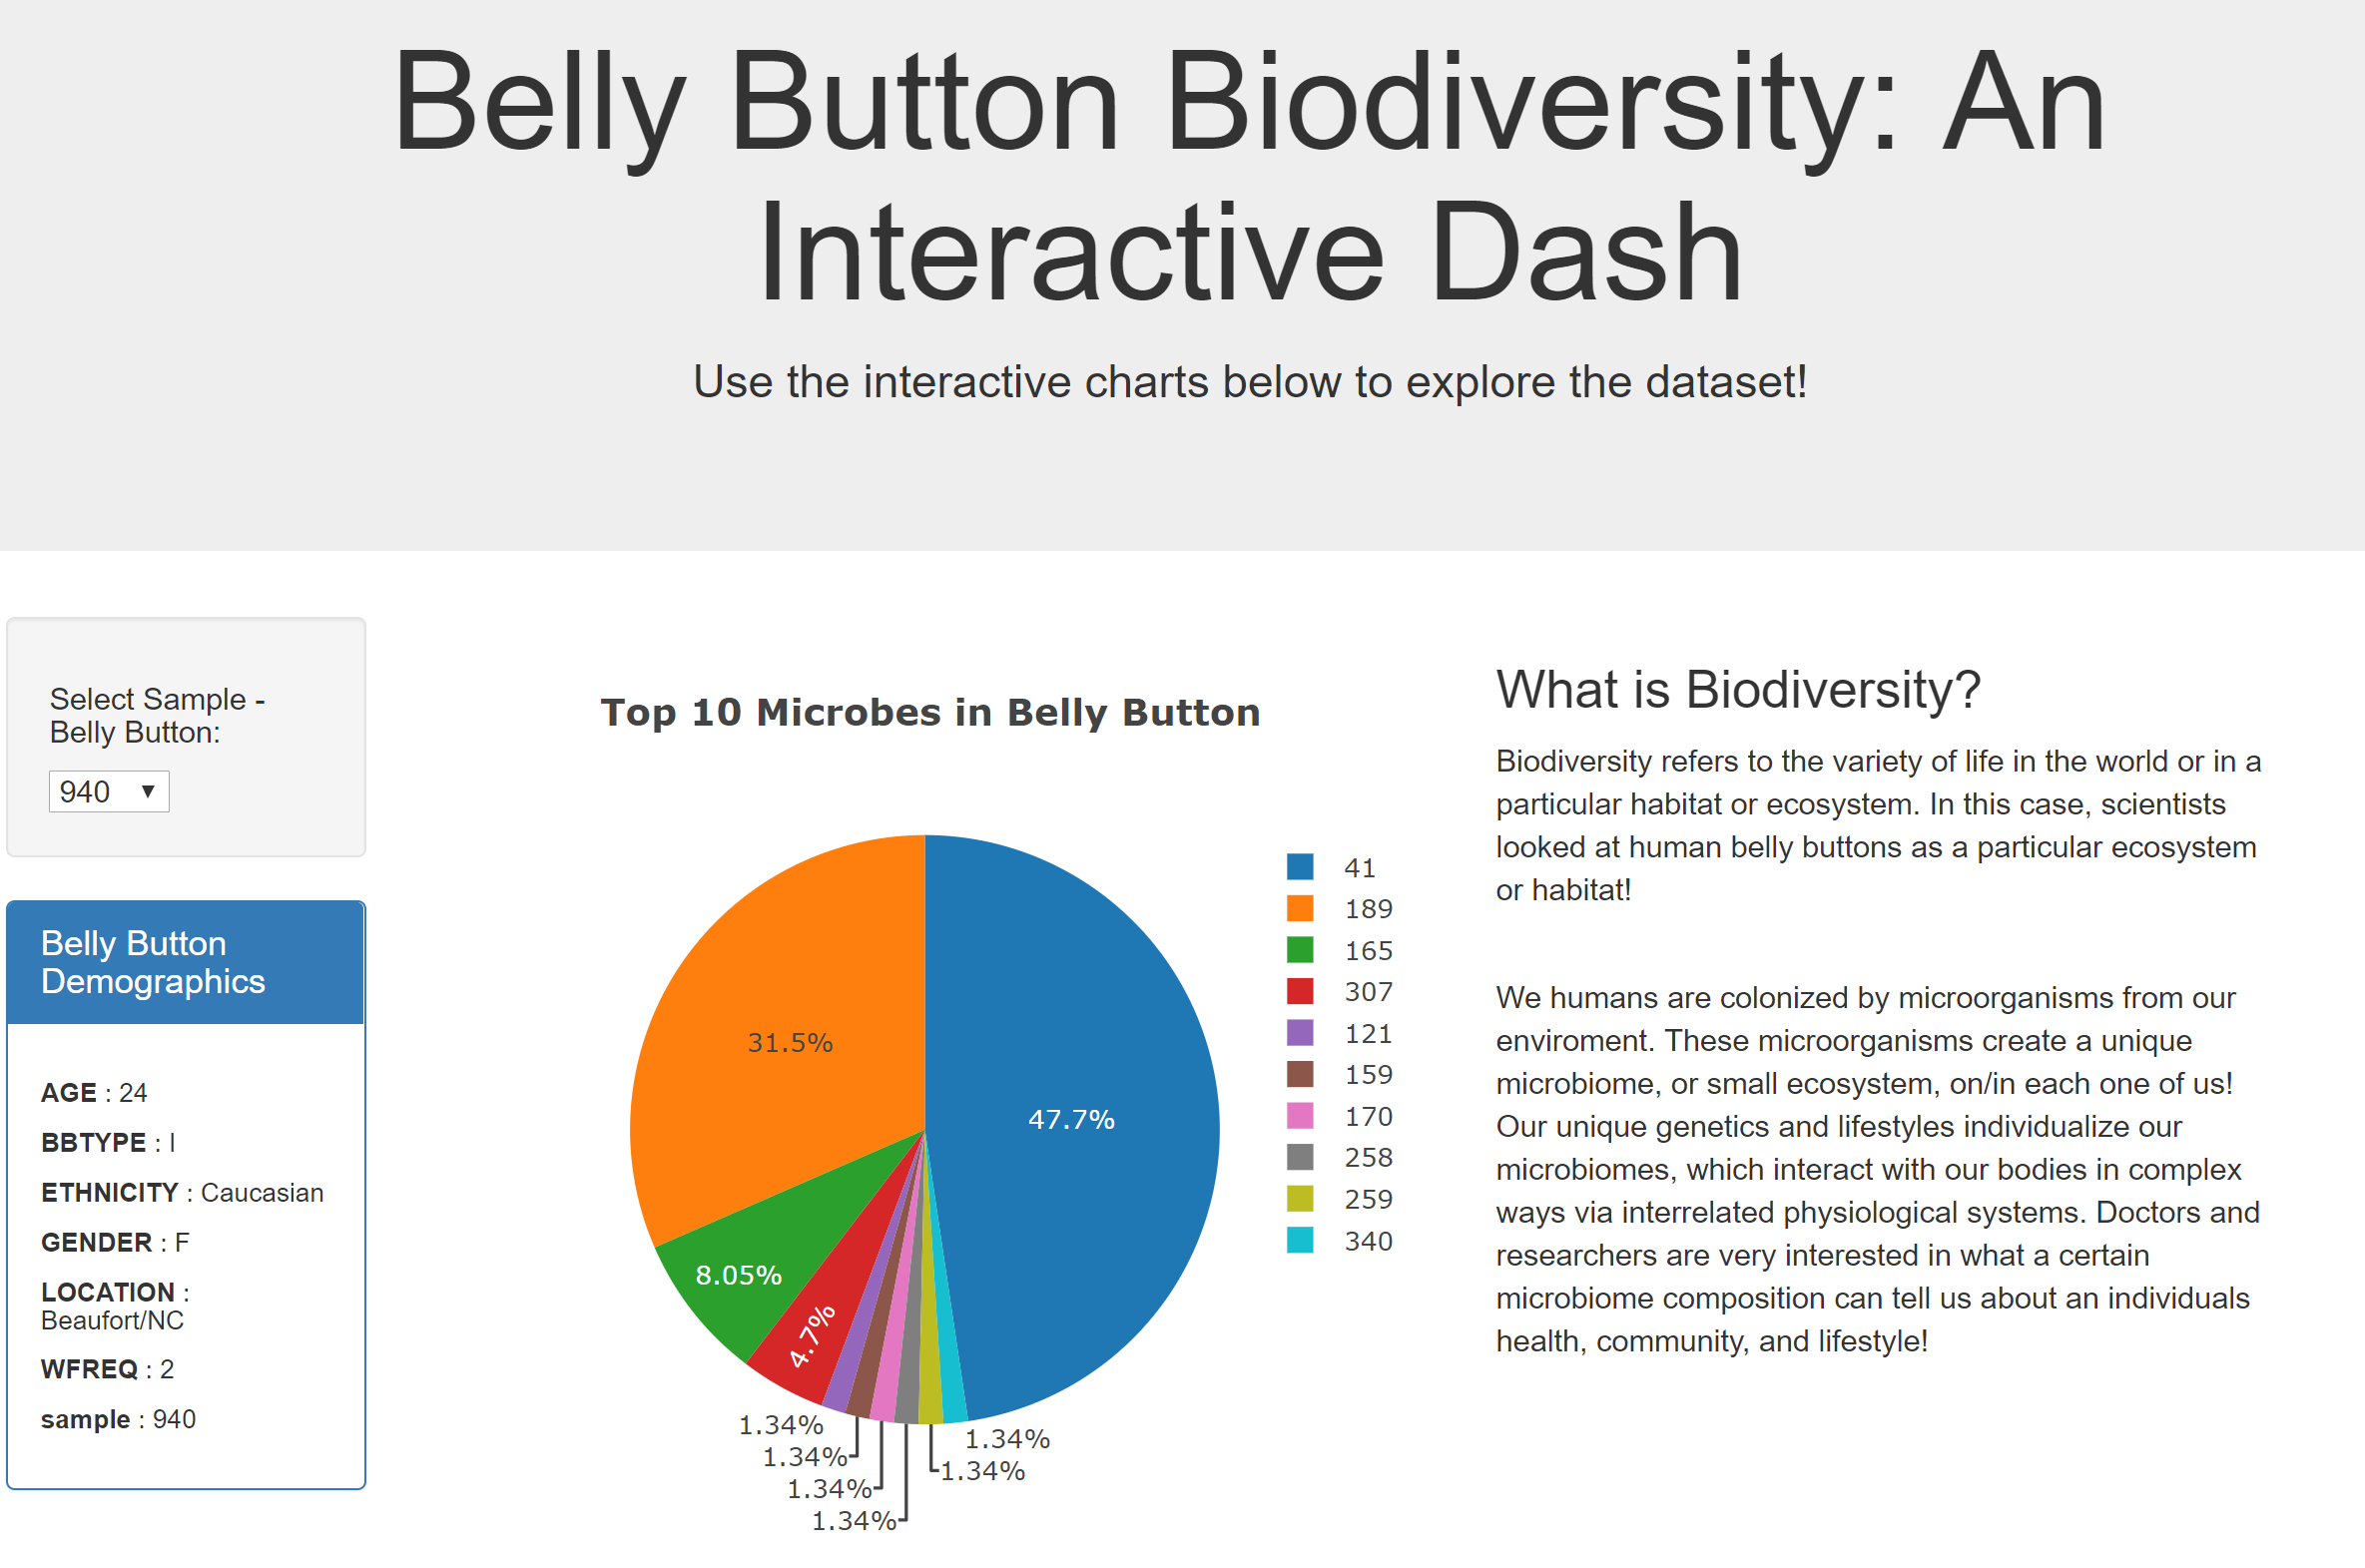 Belly Button Biodiversity: An
Interactive Dash
Use the interactive charts below to explore the dataset!
Select Sample -
Belly Button:
940
Belly Button
Demographics
AGE : 24
BBTYPE : I
ETHNICITY : Caucasian
GENDER : F
LOCATION :
Beaufort/NC
WFREQ : 2
sample : 940
Top 10 Microbes in Belly Button
31.5%
47.7%
8.05%
4.7%
1.34%
1.34%
1.34%
1.34%
1.34%
1.34%
41
189
165
307
121
159
170
258
259
340
What is Biodiversity?
Biodiversity refers to the variety of life in the world or in a
particular habitat or ecosystem. In this case, scientists
looked at human belly buttons as a particular ecosystem
or habitat!
We humans are colonized by microorganisms from our
enviroment. These microorganisms create a unique
microbiome, or small ecosystem, on/in each one of us!
Our unique genetics and lifestyles individualize our
microbiomes, which interact with our bodies in complex
ways via interrelated physiological systems. Doctors and
researchers are very interested in what a certain
microbiome composition can tell us about an individuals
health, community, and lifestyle!